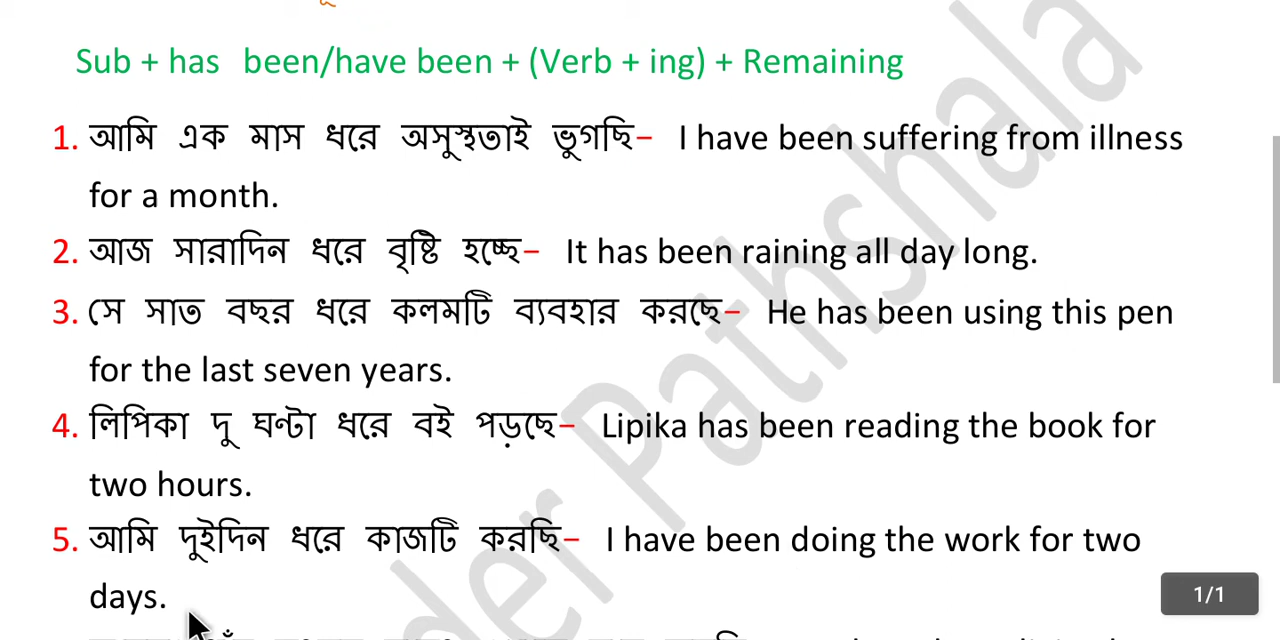 Sub + has been/have been + (Verb + ing) + Remaining
1. আমি এক মাস ধরে অসুস্থতাই ভুগছি– I have been suffering from illness
for a month.
2. আজ সারাদিন ধরে বৃষ্টি হচ্ছে– It has been raining all day long.
3. সে সাত বছর ধরে কলমটি ব্যবহার করছে– He has been using this pen
for the last seven years.
4. লিপিকা দু ঘন্টা ধরে বই পড়ছে– Lipika has been reading the book for
two hours.
5. আমি দুইদিন ধরে কাজটি করছি– I have been doing the work for two
days.
1/1
der Pathshala